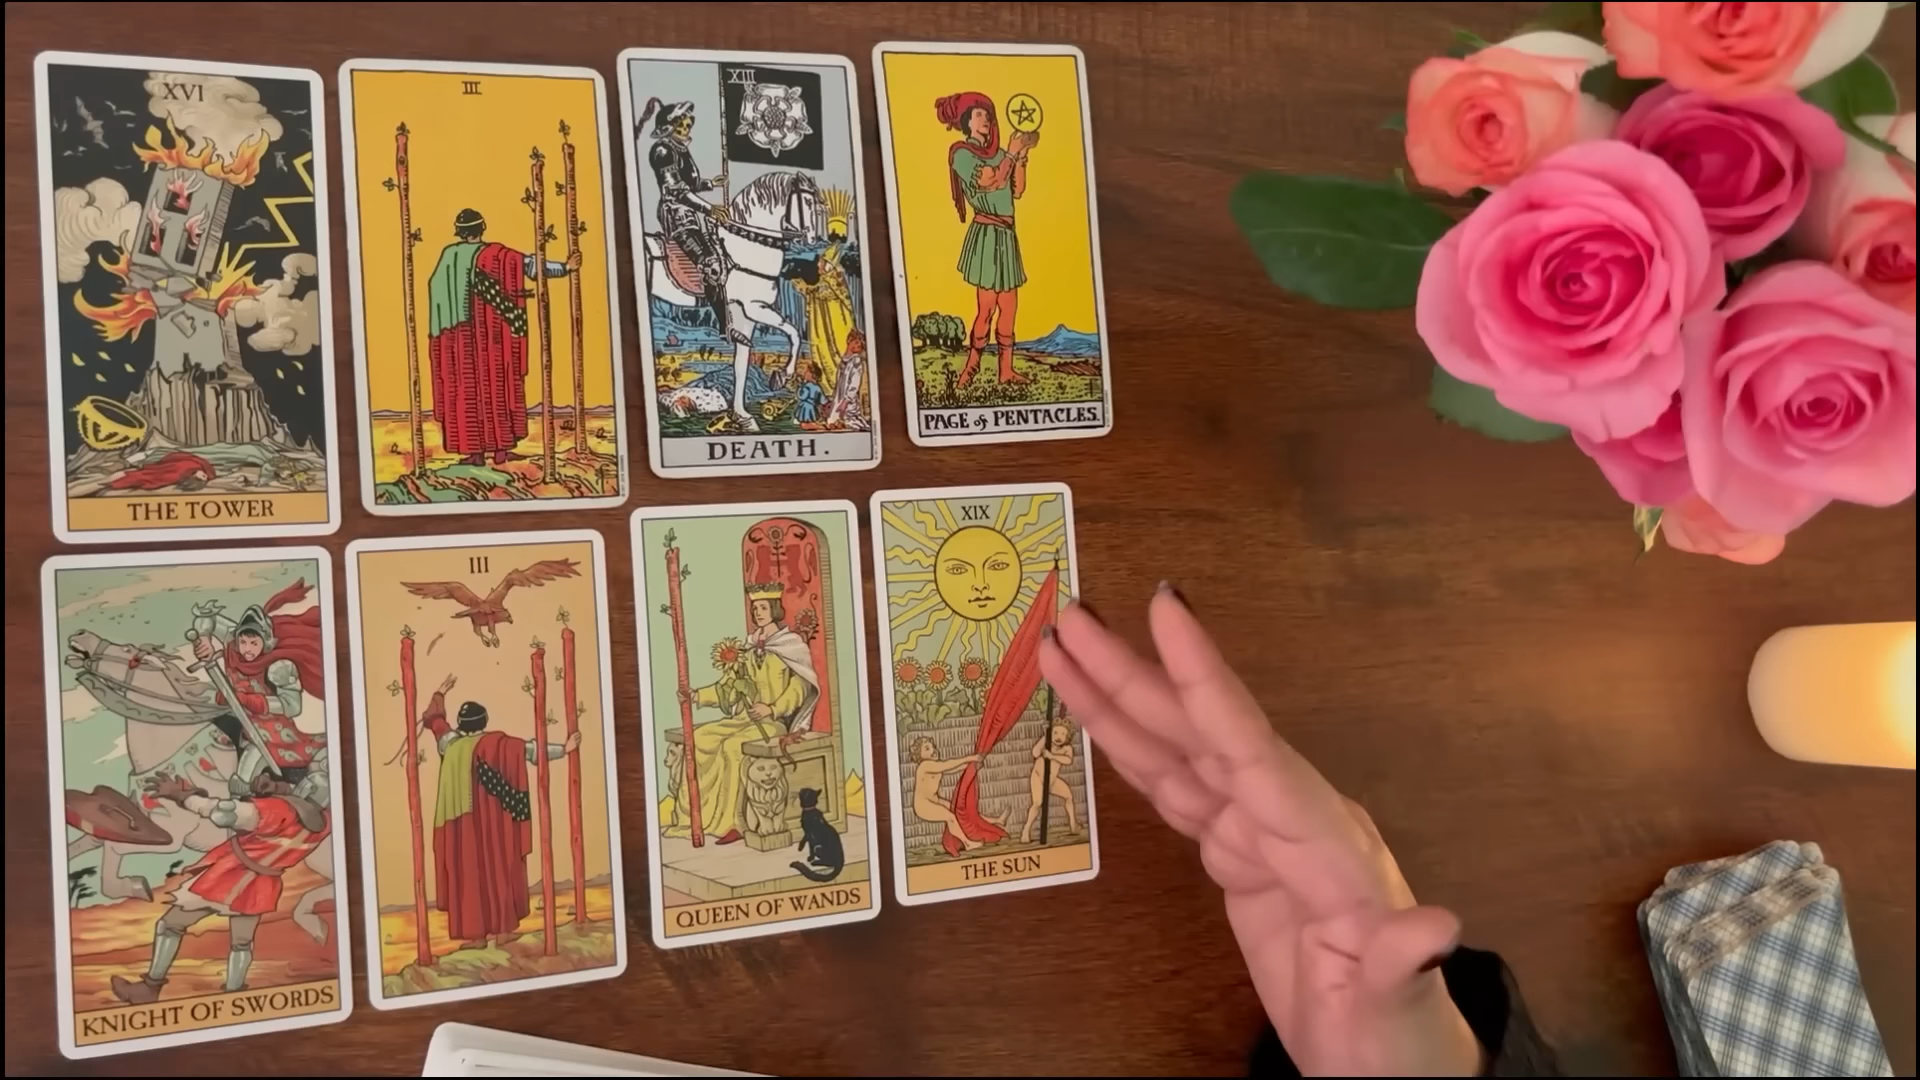 XVI
THE TOWER
III
XIII
DEATH.
PAGE of PENTACLES.
KNIGHT OF SWORDS
III
QUEEN OF WANDS
XIX
THE SUN